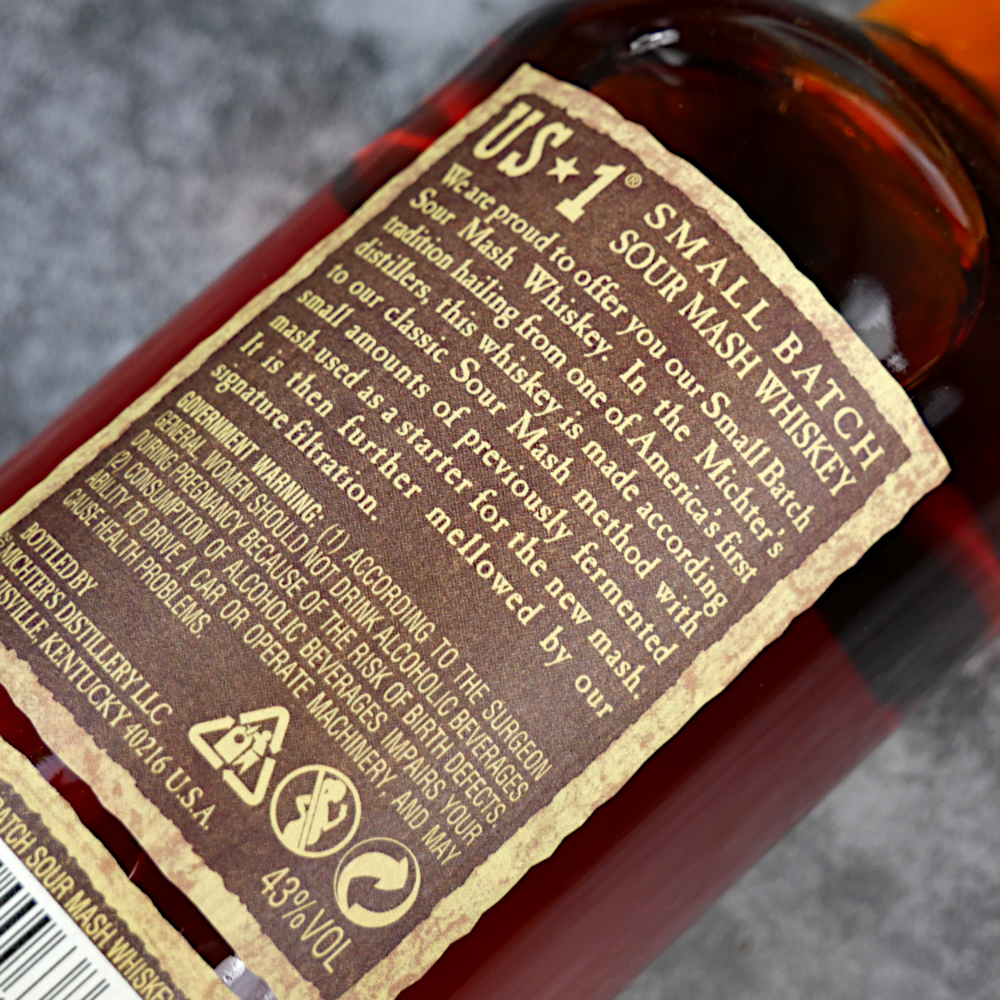 US★1®
SMALL BATCH
SOUR MASH WHISKEY
We are proud to offer you our Small Batch
Sour Mash Whiskey. In the Michter's
tradition hailing from one of America's first
distillers, this whiskey is made according
to our classic Sour Mash method with
small amounts of previously fermented
mash used as a starter for the new mash.
It is then further mellowed by our
signature filtration.
GOVERNMENT WARNING: (1) ACCORDING TO THE SURGEON
GENERAL, WOMEN SHOULD NOT DRINK ALCOHOLIC BEVERAGES
DURING PREGNANCY BECAUSE OF THE RISK OF BIRTH DEFECTS.
(2) CONSUMPTION OF ALCOHOLIC BEVERAGES IMPAIRS YOUR
ABILITY TO DRIVE A CAR OR OPERATE MACHINERY, AND MAY
CAUSE HEALTH PROBLEMS.
BOTTLED BY
MICHTER'S DISTILLERY LLC
ISVILLE, KENTUCKY 40216 U.S.A.
43% VOL
BATCH SOUR MASH WHISKEY